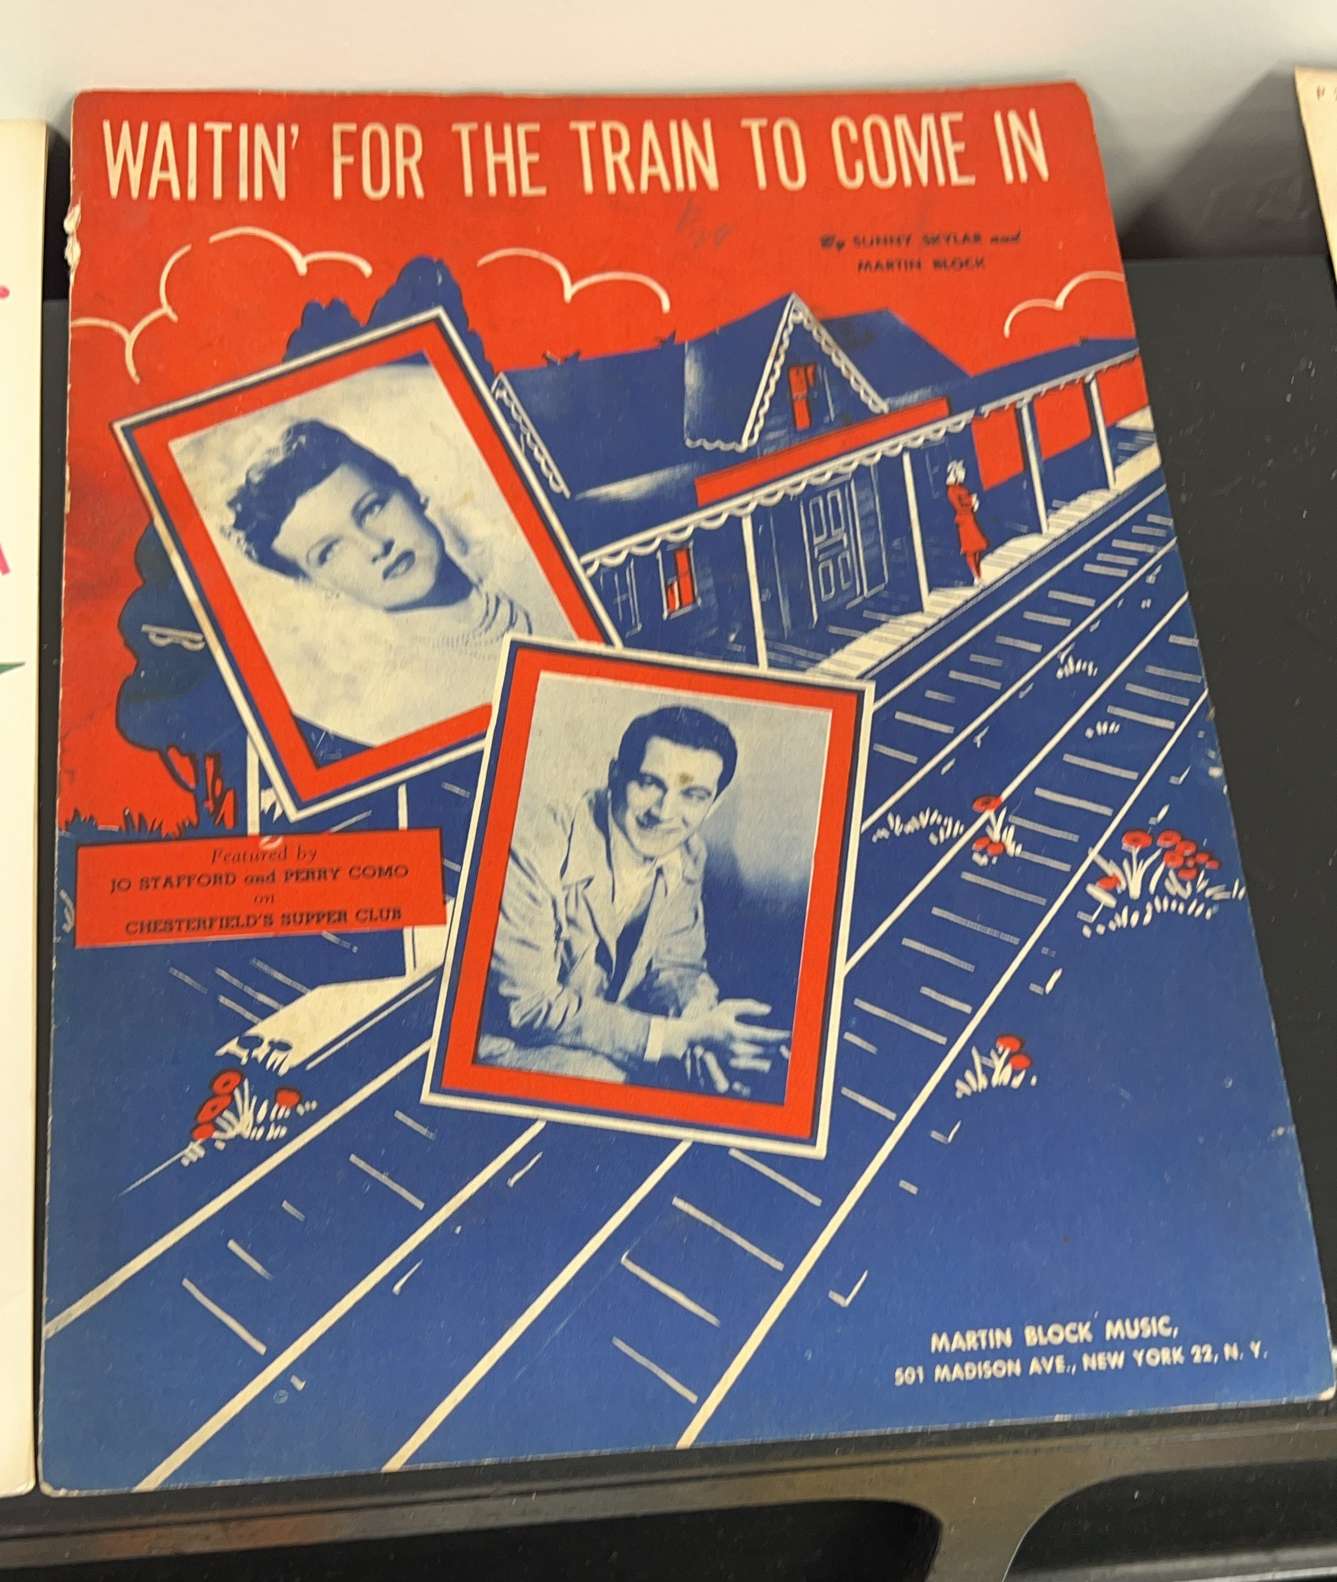 WAITIN' FOR THE TRAIN TO COME IN
By SUNNY SKYLAR and
MARTIN BLOCK
Featured by
JO STAFFORD and PERRY COMO
on
CHESTERFIELD'S SUPPER CLUB
MARTIN BLOCK MUSIC,
501 MADISON AVE., NEW YORK 22, N. Y.